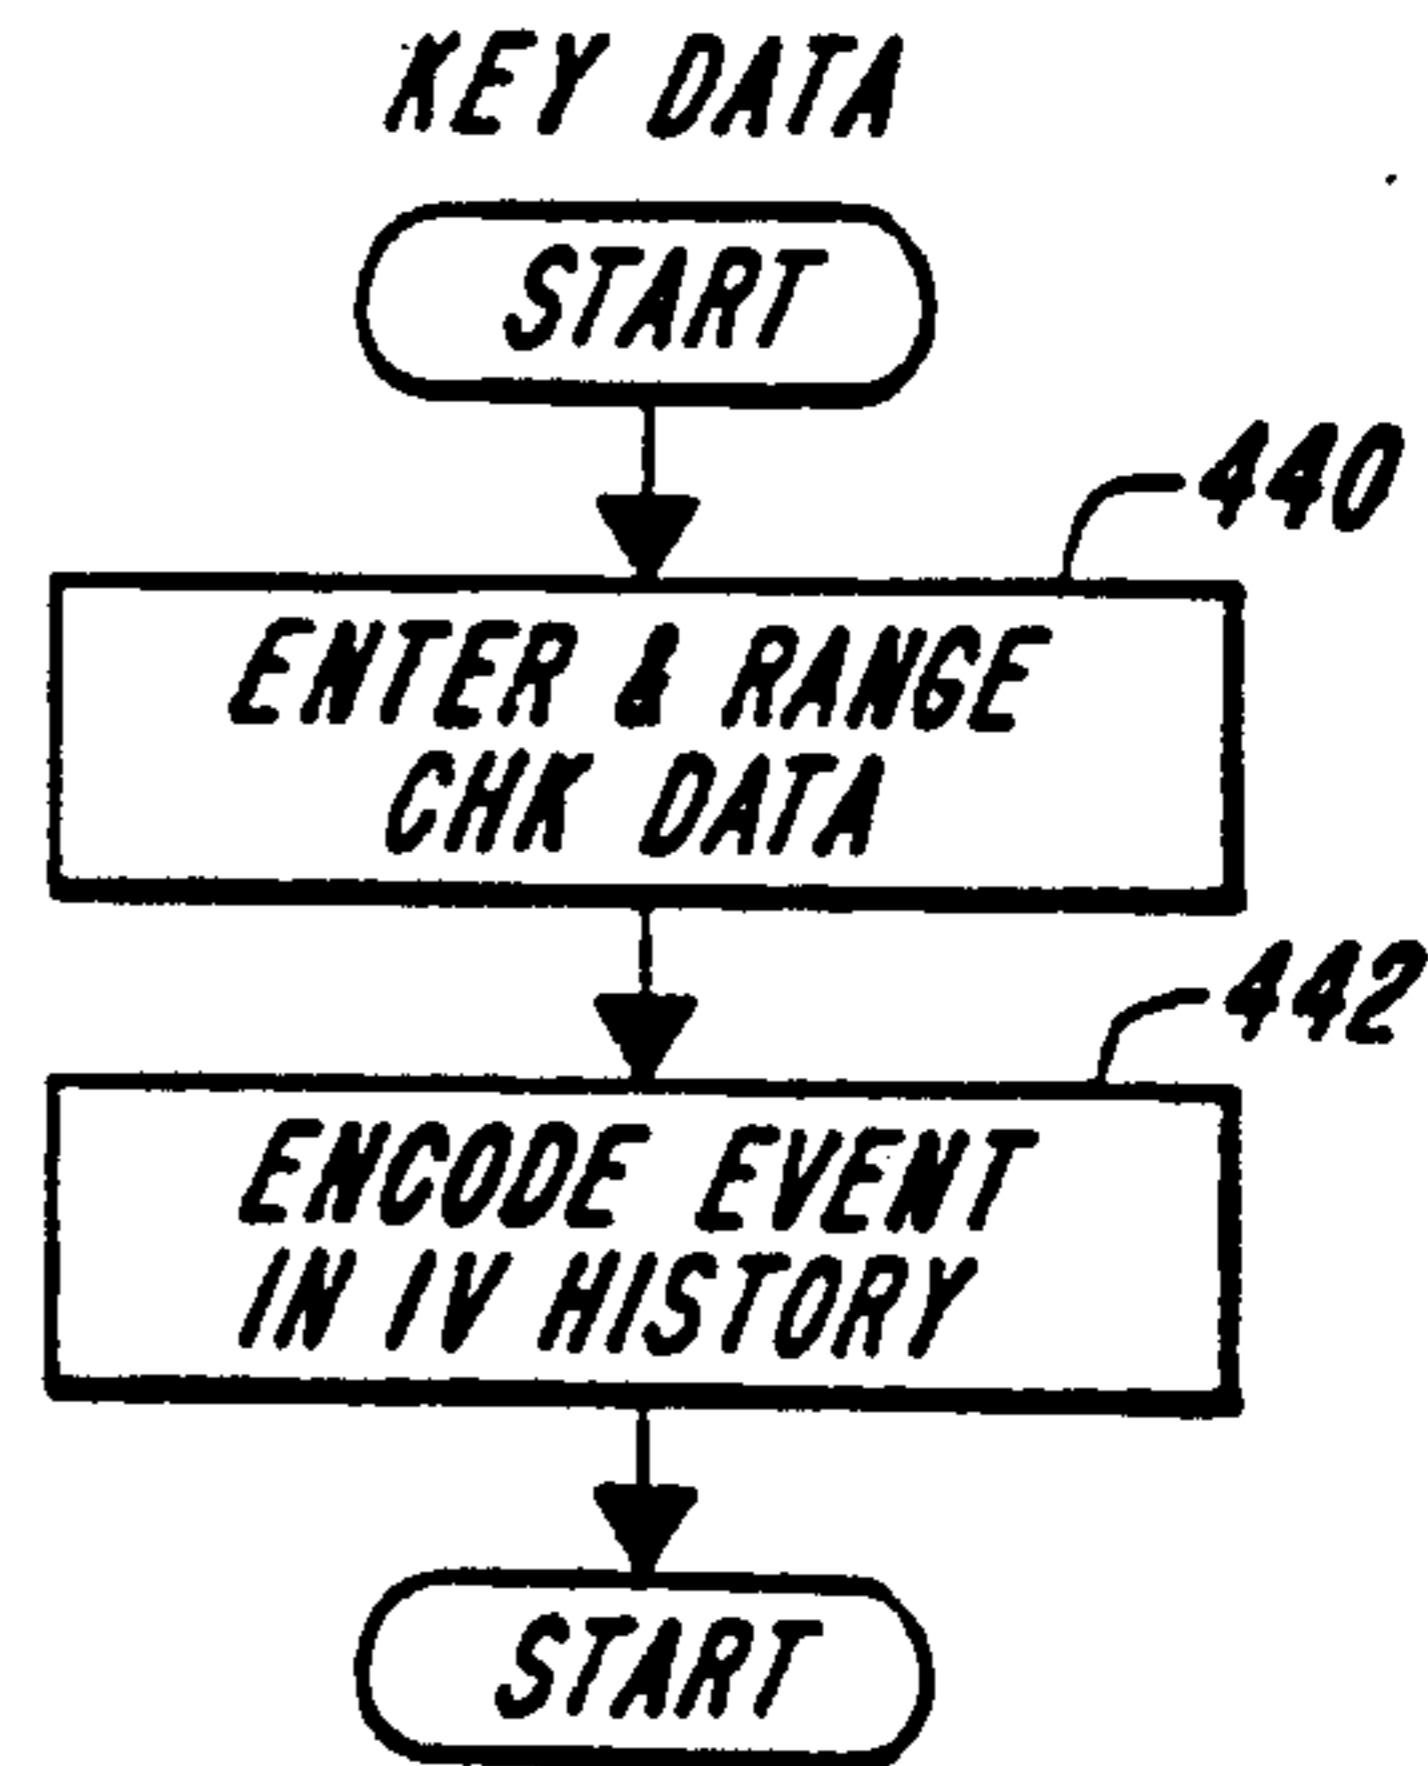 KEY DATA
START
440
ENTER & RANGE
CHK DATA
442
ENCODE EVENT
IN IV HISTORY
START